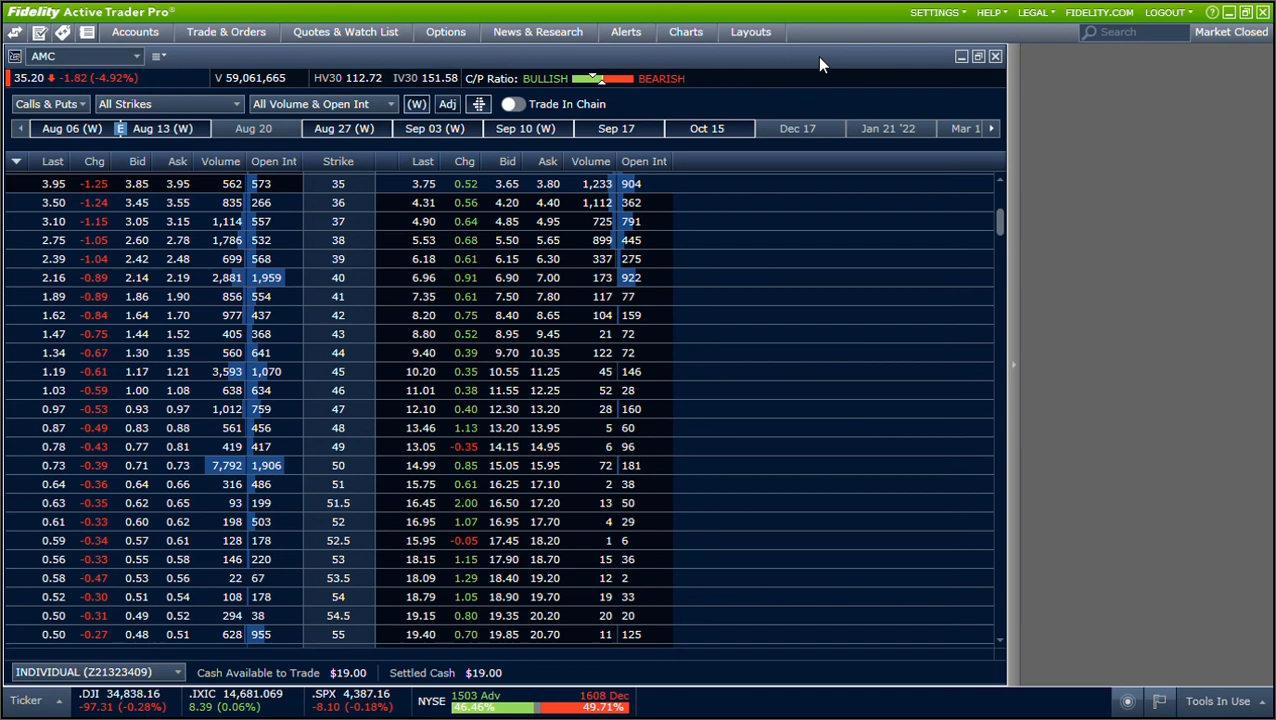 Fidelity Active Trader Pro® SETTINGS HELP LEGAL FIDELITY.COM LOGOUT
Accounts Trade & Orders Quotes & Watch List Options News & Research Alerts Charts Layouts Search Market Closed
AMC
35.20 -1.82 (-4.92%) V 59,061,665 HV30 112.72 IV30 151.58 C/P Ratio: BULLISH BEARISH
Calls & Puts All Strikes All Volume & Open Int (W) Adj Trade In Chain
Aug 06 (W) E Aug 13 (W) Aug 20 Aug 27 (W) Sep 03 (W) Sep 10 (W) Sep 17 Oct 15 Dec 17 Jan 21 '22 Mar 1
Last Chg Bid Ask Volume Open Int Strike Last Chg Bid Ask Volume Open Int
3.95 -1.25 3.85 3.95 562 573 35 3.75 0.52 3.65 3.80 1,233 904
3.50 -1.24 3.45 3.55 835 266 36 4.31 0.56 4.20 4.40 1,112 362
3.10 -1.15 3.05 3.15 1,114 557 37 4.90 0.64 4.85 4.95 725 791
2.75 -1.05 2.60 2.78 1,786 532 38 5.53 0.68 5.50 5.65 899 445
2.39 -1.04 2.42 2.48 699 568 39 6.18 0.61 6.15 6.30 337 275
2.16 -0.89 2.14 2.19 2,881 1,959 40 6.96 0.91 6.90 7.00 173 922
1.89 -0.89 1.86 1.90 856 554 41 7.35 0.61 7.50 7.80 117 77
1.62 -0.84 1.64 1.70 977 437 42 8.20 0.75 8.40 8.65 104 159
1.47 -0.75 1.44 1.52 405 368 43 8.80 0.52 8.95 9.45 21 72
1.34 -0.67 1.30 1.35 560 641 44 9.40 0.39 9.70 10.35 122 72
1.19 -0.61 1.17 1.21 3,593 1,070 45 10.20 0.35 10.55 11.25 45 146
1.03 -0.59 1.00 1.08 638 634 46 11.01 0.38 11.55 12.25 52 28
0.97 -0.53 0.93 0.97 1,012 759 47 12.10 0.40 12.30 13.20 28 160
0.87 -0.49 0.83 0.88 561 456 48 13.46 1.13 13.20 13.95 5 60
0.78 -0.43 0.77 0.81 419 417 49 13.05 -0.35 14.15 14.95 6 96
0.73 -0.39 0.71 0.73 7,792 1,906 50 14.99 0.85 15.05 15.95 72 181
0.64 -0.36 0.64 0.66 316 486 51 15.75 0.61 16.25 17.10 2 38
0.63 -0.35 0.62 0.65 93 199 51.5 16.45 2.00 16.50 17.20 13 50
0.61 -0.33 0.60 0.62 198 503 52 16.95 1.07 16.95 17.70 4 29
0.59 -0.34 0.57 0.61 128 178 52.5 15.95 -0.05 17.45 18.20 1 6
0.56 -0.33 0.55 0.58 146 220 53 18.15 1.15 17.90 18.70 15 36
0.58 -0.47 0.53 0.56 22 67 53.5 18.09 1.29 18.40 19.20 12 2
0.52 -0.30 0.51 0.54 108 178 54 18.79 1.05 18.90 19.70 19 33
0.50 -0.31 0.49 0.52 294 38 54.5 19.15 0.80 19.35 20.20 20 20
0.50 -0.27 0.48 0.51 628 955 55 19.40 0.70 19.85 20.70 11 125
INDIVIDUAL (Z21323409) Cash Available to Trade $19.00 Settled Cash $19.00
Ticker .DJI 34,838.16 .IXIC 14,681.069 .SPX 4,387.16 NYSE 1503 Adv 1608 Dec Tools In Use
-97.31 (-0.28%) 8.39 (0.06%) -8.10 (-0.18%) 46.46% 49.71%